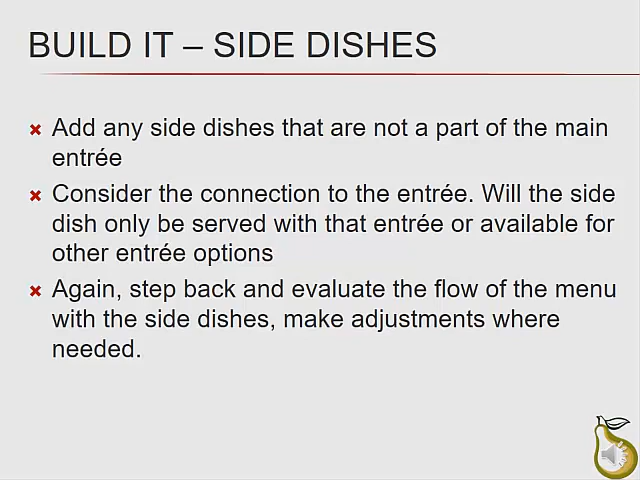 BUILD IT – SIDE DISHES
Add any side dishes that are not a part of the main
entrée
Consider the connection to the entrée. Will the side
dish only be served with that entrée or available for
other entrée options
Again, step back and evaluate the flow of the menu
with the side dishes, make adjustments where
needed.